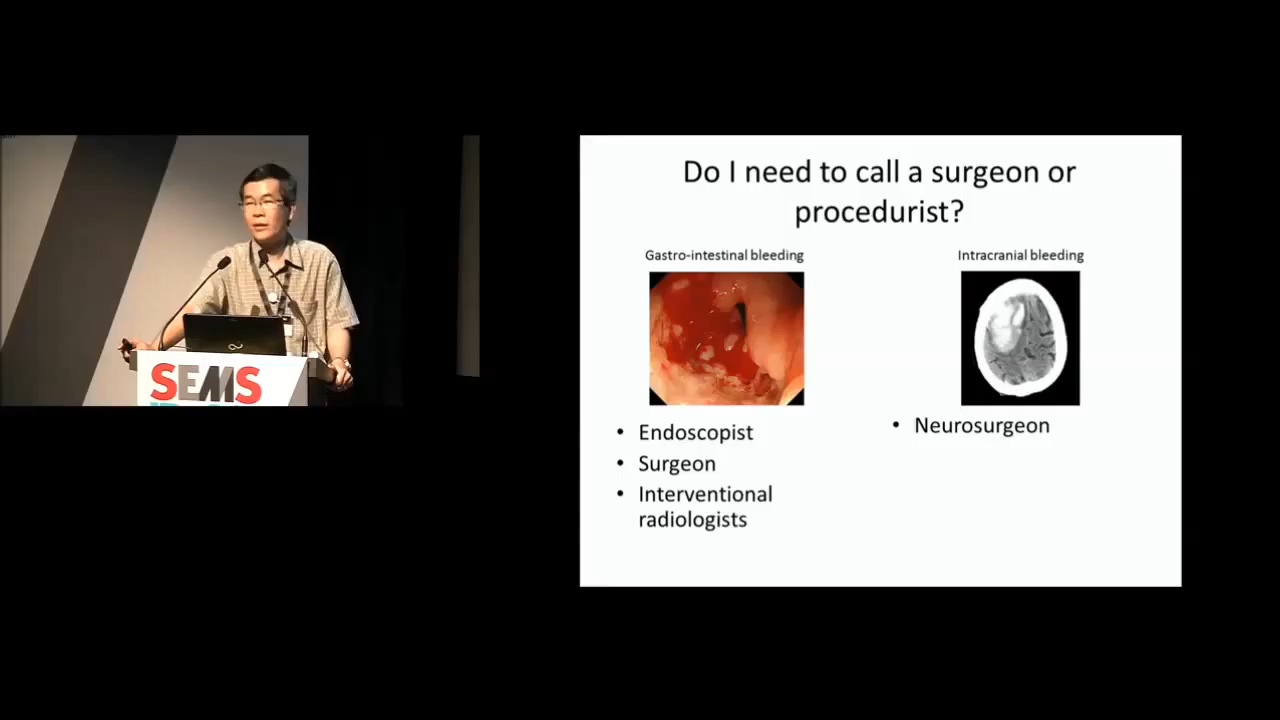 SEMS
Do I need to call a surgeon or
procedurist?
Gastro-intestinal bleeding
Intracranial bleeding
• Endoscopist
• Surgeon
• Interventional
radiologists
• Neurosurgeon